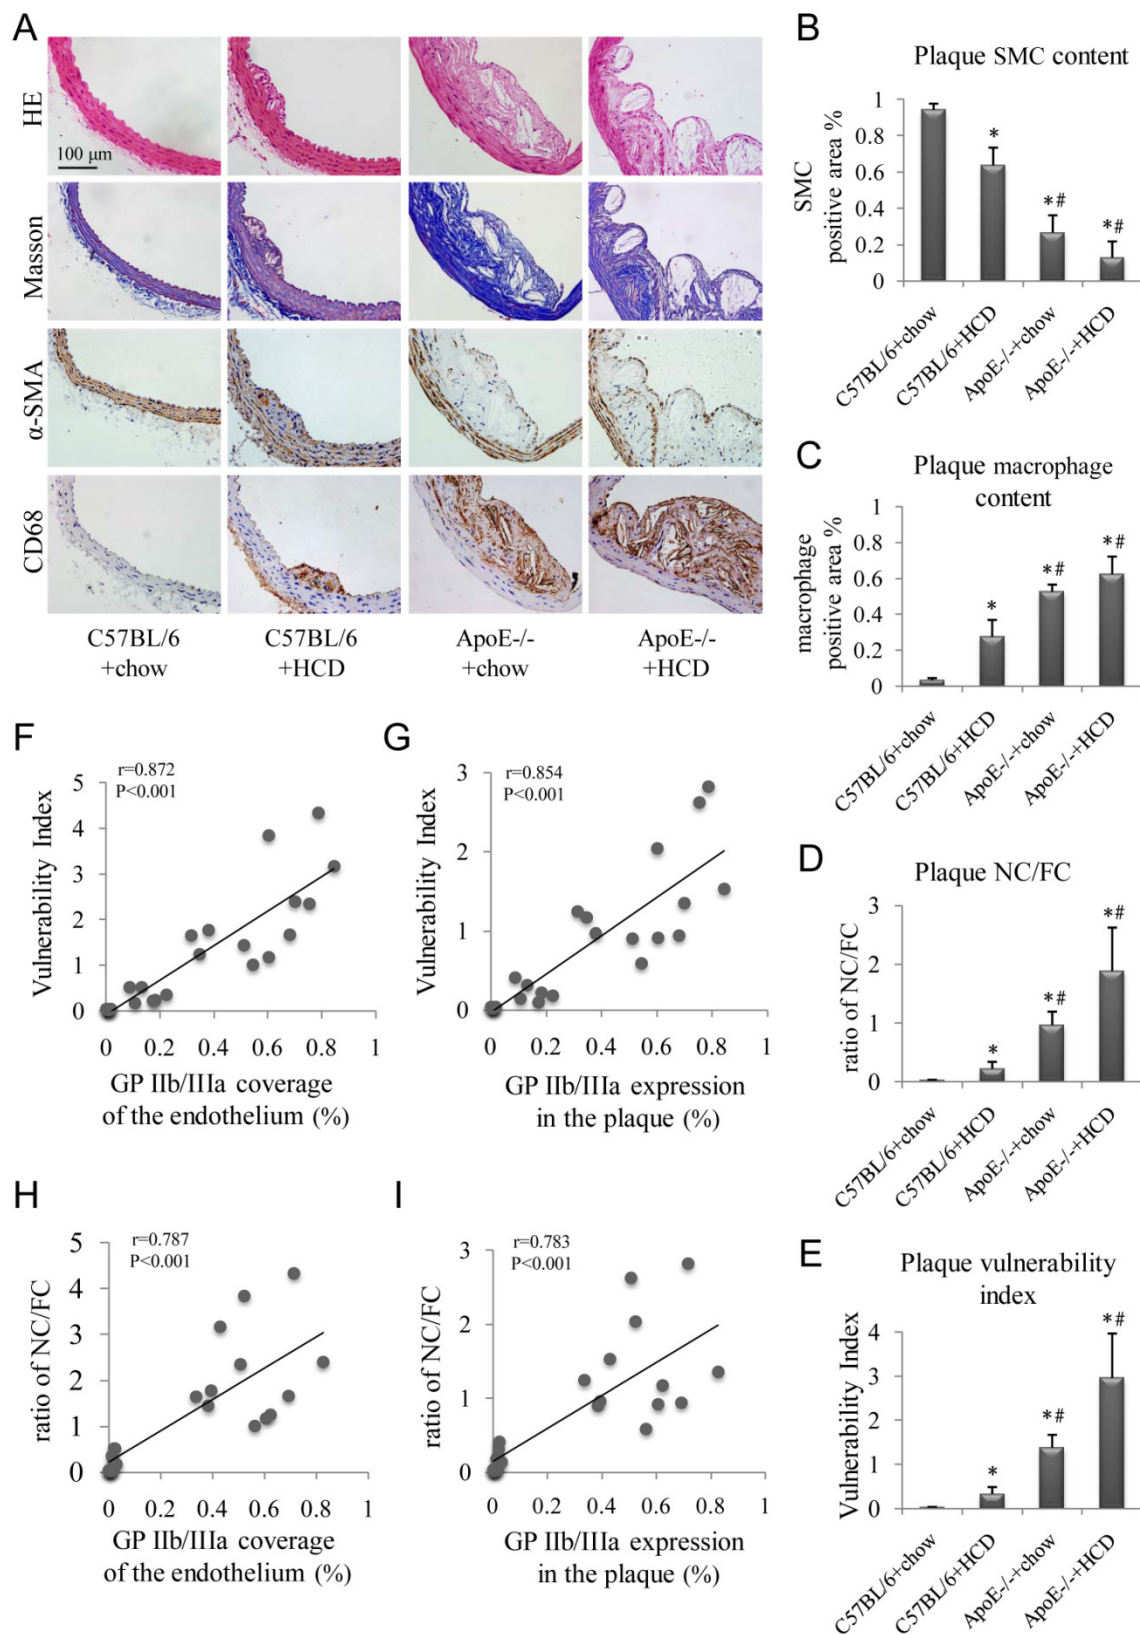 A
HE
100 μm
Masson
α-SMA
CD68
C57BL/6
+chow
C57BL/6
+HCD
ApoE-/-
+chow
ApoE-/-
+HCD
B
Plaque SMC content
SMC
positive area %
1
0.8
0.6
0.4
0.2
0
*
*#
*#
C57BL/6+chow
C57BL/6+HCD
ApoE-/-+chow
ApoE-/-+HCD
C
Plaque macrophage
content
macrophage
positive area %
1
0.8
0.6
0.4
0.2
0
*
*#
*#
C57BL/6+chow
C57BL/6+HCD
ApoE-/-+chow
ApoE-/-+HCD
D
Plaque NC/FC
ratio of NC/FC
3
2
1
0
*
*#
*#
C57BL/6+chow
C57BL/6+HCD
ApoE-/-+chow
ApoE-/-+HCD
E
Plaque vulnerability
index
Vulnerability Index
4
3
2
1
0
*
*#
*#
C57BL/6+chow
C57BL/6+HCD
ApoE-/-+chow
ApoE-/-+HCD
F
r=0.872
P<0.001
Vulnerability Index
5
4
3
2
1
0
0 0.2 0.4 0.6 0.8 1
GP IIb/IIIa coverage
of the endothelium (%)
G
r=0.854
P<0.001
Vulnerability Index
3
2
1
0
0 0.2 0.4 0.6 0.8 1
GP IIb/IIIa expression
in the plaque (%)
H
r=0.787
P<0.001
ratio of NC/FC
5
4
3
2
1
0
0 0.2 0.4 0.6 0.8 1
GP IIb/IIIa coverage
of the endothelium (%)
I
r=0.783
P<0.001
ratio of NC/FC
3
2
1
0
0 0.2 0.4 0.6 0.8 1
GP IIb/IIIa expression
in the plaque (%)